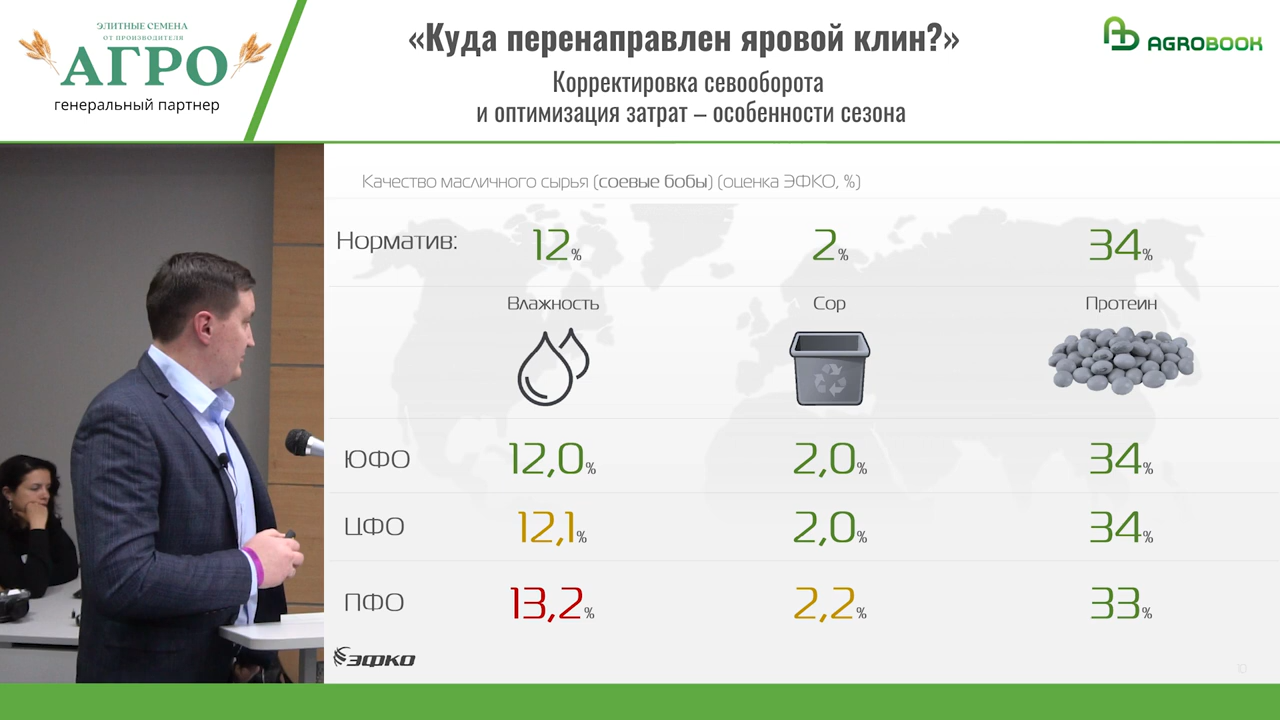 ЭЛИТНЫЕ СЕМЕНА
ОТ ПРОИЗВОДИТЕЛЯ
АГРО
генеральный партнер
«Куда перенаправлен яровой клин?»
Корректировка севооборота
и оптимизация затрат – особенности сезона
AGROBOOK
Качество масличного сырья (соевые бобы) (оценка ЭФКО, %)
Норматив: 12% 2% 34%
Влажность Сор Протеин
ЮФО 12,0% 2,0% 34%
ЦФО 12,1% 2,0% 34%
ПФО 13,2% 2,2% 33%
ЭФКО